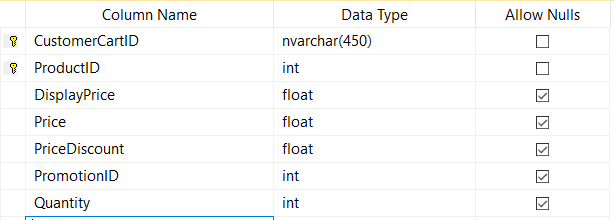 Column Name Data Type Allow Nulls
CustomerCartID nvarchar(450)
ProductID int
DisplayPrice float
Price float
PriceDiscount float
PromotionID int
Quantity int